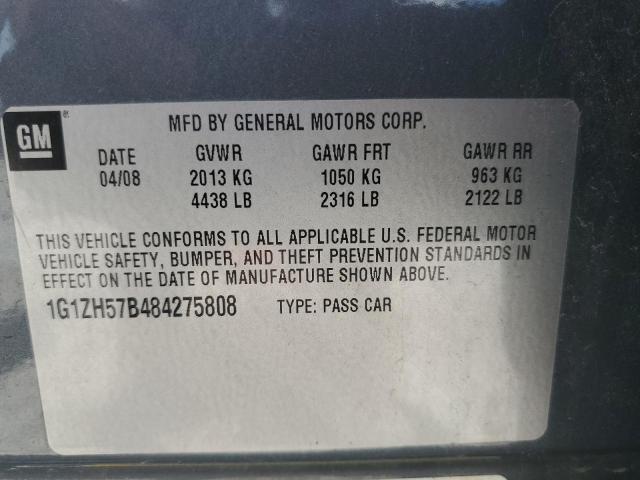 GM
MFD BY GENERAL MOTORS CORP.
DATE GVWR GAWR FRT GAWR RR
04/08 2013 KG 1050 KG 963 KG
4438 LB 2316 LB 2122 LB
THIS VEHICLE CONFORMS TO ALL APPLICABLE U.S. FEDERAL MOTOR
VEHICLE SAFETY, BUMPER, AND THEFT PREVENTION STANDARDS IN
EFFECT ON THE DATE OF MANUFACTURE SHOWN ABOVE.
1G1ZH57B484275808 TYPE: PASS CAR